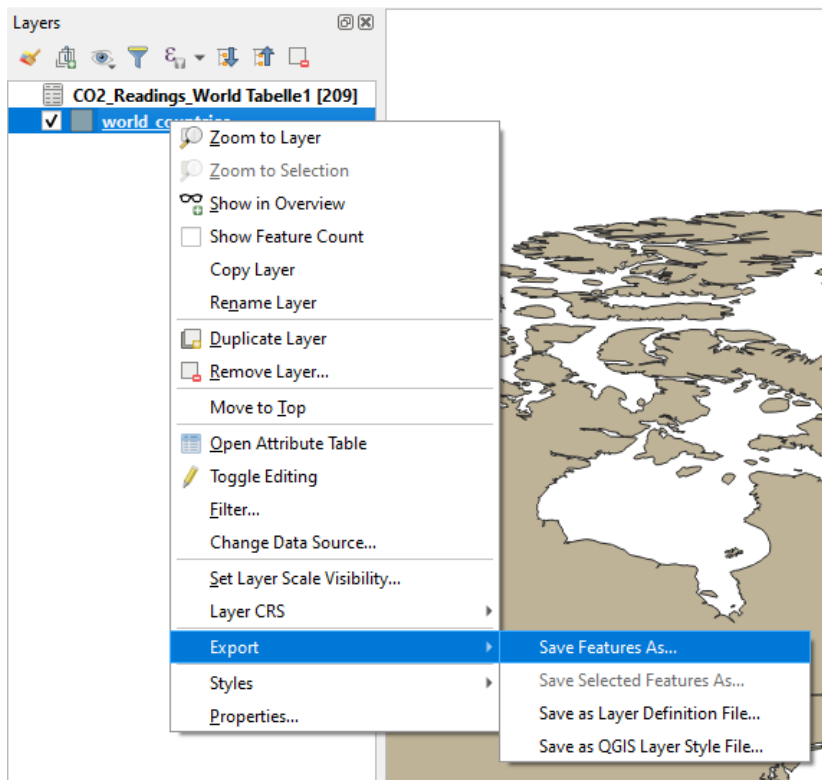 Layers
CO2_Readings_World Tabelle1 [209]
world_countries
Zoom to Layer
Zoom to Selection
Show in Overview
Show Feature Count
Copy Layer
Rename Layer
Duplicate Layer
Remove Layer...
Move to Top
Open Attribute Table
Toggle Editing
Filter...
Change Data Source...
Set Layer Scale Visibility...
Layer CRS
Export
Save Features As...
Styles
Save Selected Features As...
Properties...
Save as Layer Definition File...
Save as QGIS Layer Style File...